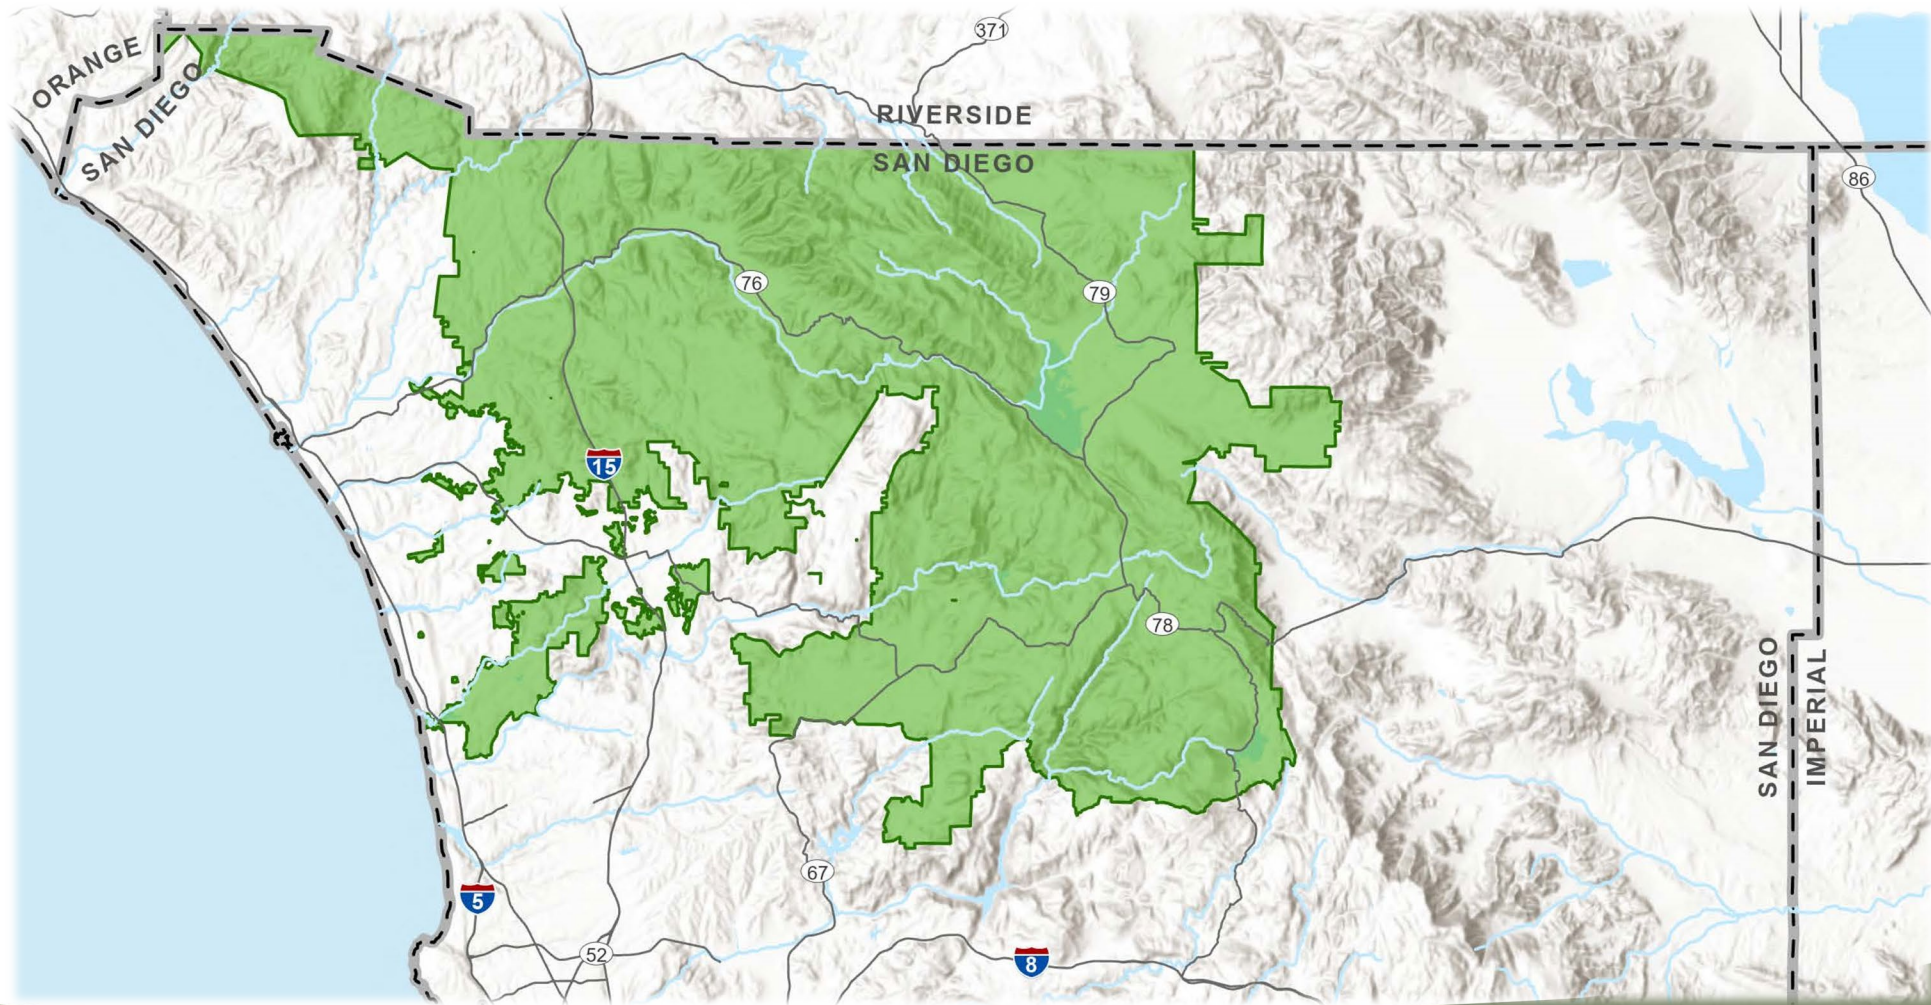 371
ORANGE
SAN DIEGO
RIVERSIDE
SAN DIEGO
86
76
79
15
78
SAN DIEGO
IMPERIAL
67
5
52
8